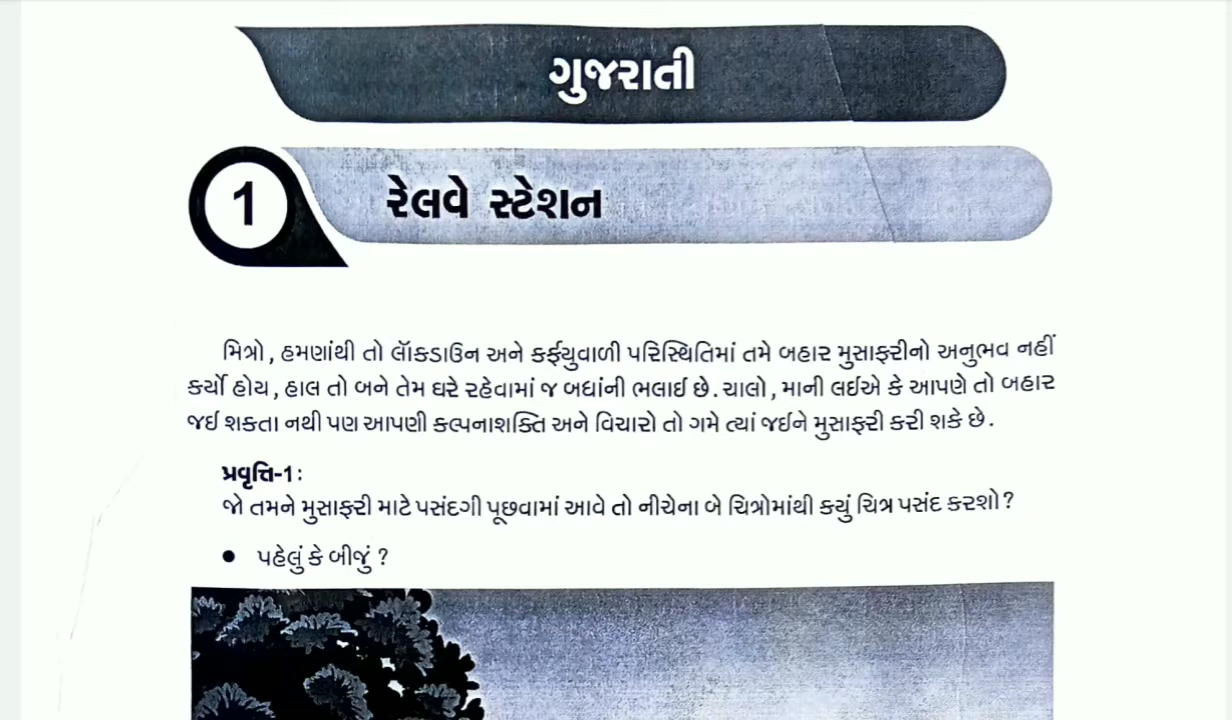 ગુજરાતી
1
રેલવે સ્ટેશન
મિત્રો, હમણાંથી તો લૉકડાઉન અને કર્ફ્યુવાળી પરિસ્થિતિમાં તમે બહાર મુસાફરીનો અનુભવ નહીં
કર્યો હોય, હાલ તો બને તેમ ઘરે રહેવામાં જ બધાંની ભલાઈ છે. ચાલો, માની લઈએ કે આપણે તો બહાર
જઈ શકતા નથી પણ આપણી કલ્પનાશક્તિ અને વિચારો તો ગમે ત્યાં જઈને મુસાફરી કરી શકે છે.
પ્રવૃત્તિ-1:
જો તમને મુસાફરી માટે પસંદગી પૂછવામાં આવે તો નીચેના બે ચિત્રોમાંથી કયું ચિત્ર પસંદ કરશો?
• પહેલું કે બીજું ?